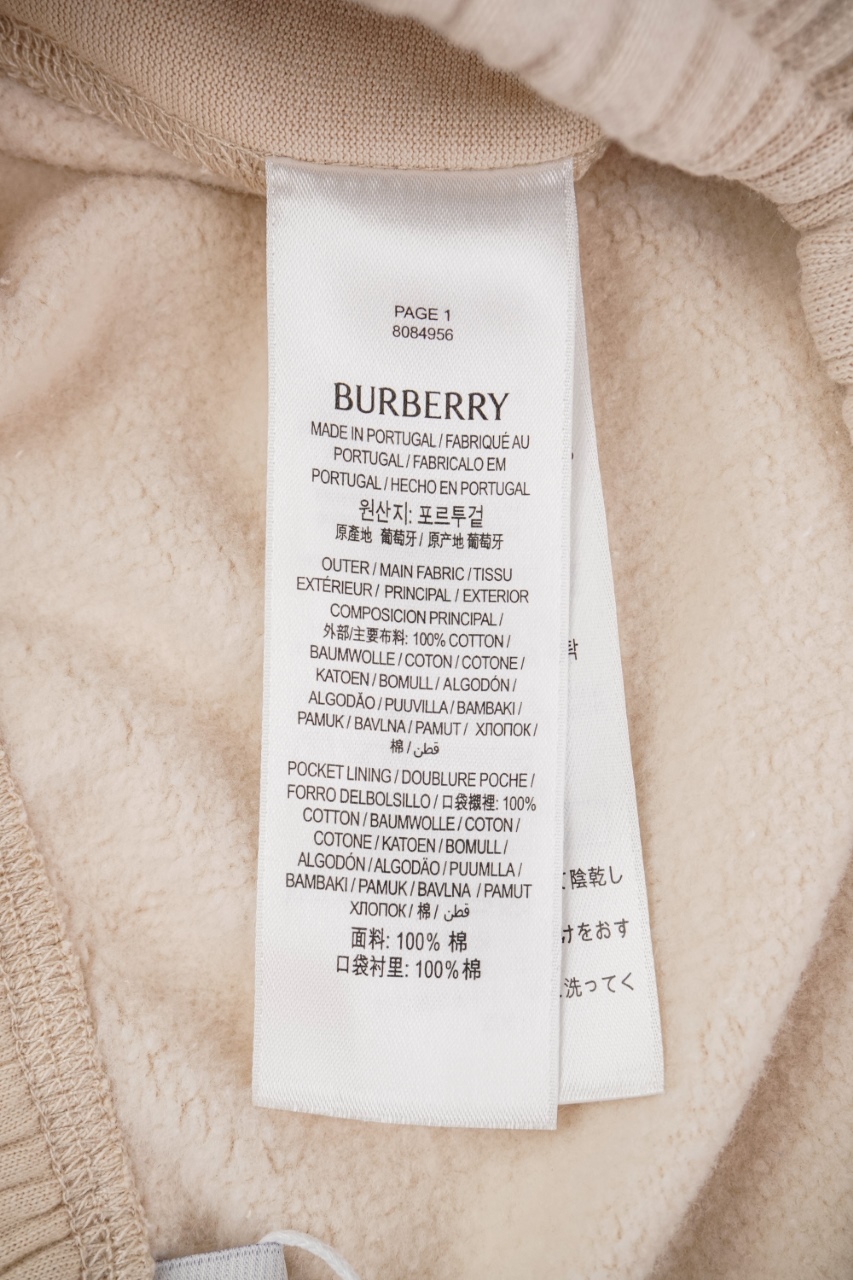 PAGE 1
8084956
BURBERRY
MADE IN PORTUGAL / FABRIQUÉ AU
PORTUGAL / FABRICALO EM
PORTUGAL / HECHO EN PORTUGAL
원산지: 포르투겉
原產地 葡萄牙 / 原产地 葡萄牙
OUTER / MAIN FABRIC / TISSU
EXTÉRIEUR / PRINCIPAL / EXTERIOR
COMPOSICION PRINCIPAL /
外部/主要布料: 100% COTTON /
BAUMWOLLE / COTON / COTONE /
KATOEN / BOMULL / ALGODÓN /
ALGODÃO / PUUVILLA / BAMBAKI /
PAMUK / BAVLNA / PAMUT / ХЛОПОК /
棉 / قطن
POCKET LINING / DOUBLURE POCHE /
FORRO DELBOLSILLO / 口袋襯裡: 100%
COTTON / BAUMWOLLE / COTON /
COTONE / KATOEN / BOMULL /
ALGODÓN / ALGODÃO / PUUMLLA /
BAMBAKI / PAMUK / BAVLNA / PAMUT
ХЛОПОК / 棉 / قطن
面料: 100% 棉
口袋衬里: 100% 棉
탁
て陰乾し
けをおす
洗ってく